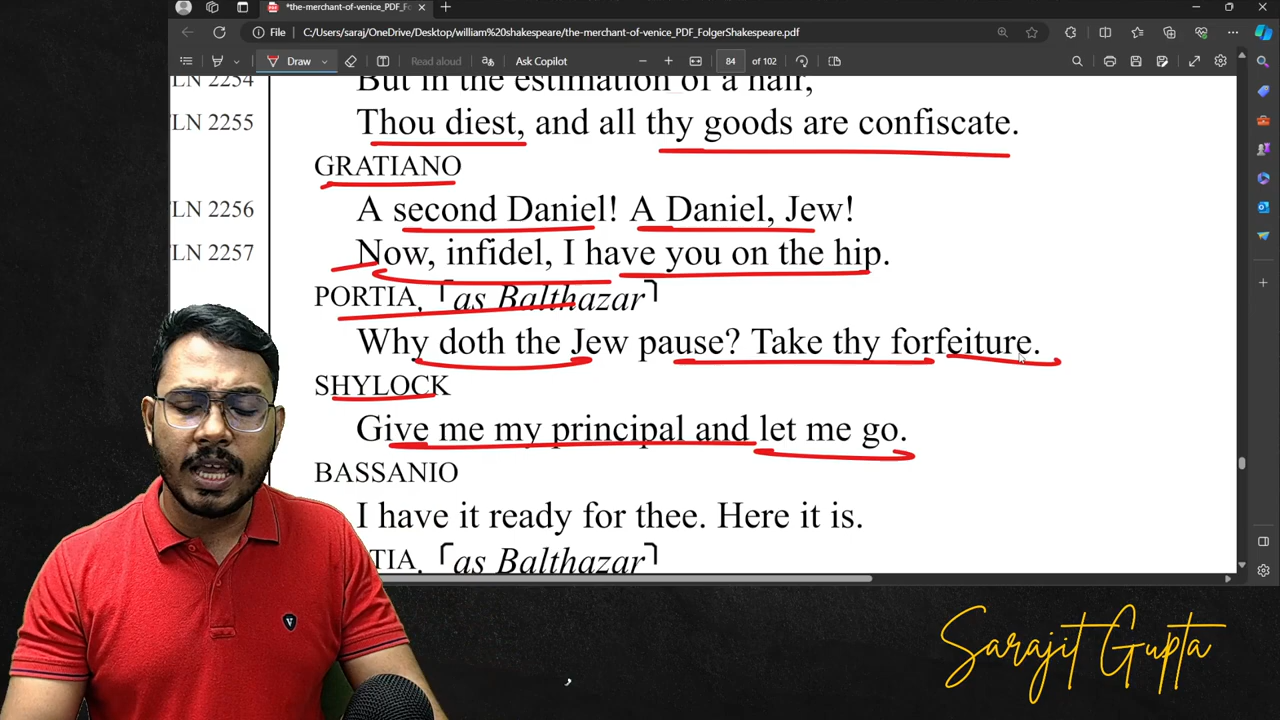 *the-merchant-of-venice_PDF_F
File C:/Users/saraj/OneDrive/Desktop/william%20shakespeare/the-merchant-of-venice_PDF_FolgerShakespeare.pdf
Draw Read aloud Ask Copilot 84 of 102
LN 2254 But in the estimation of a hair,
LN 2255 Thou diest, and all thy goods are confiscate.
GRATIANO
LN 2256 A second Daniel! A Daniel, Jew!
LN 2257 Now, infidel, I have you on the hip.
PORTIA, ⌜as Balthazar⌝
Why doth the Jew pause? Take thy forfeiture.
SHYLOCK
Give me my principal and let me go.
BASSANIO
I have it ready for thee. Here it is.
TIA, ⌜as Balthazar⌝
Sarajit Gupta